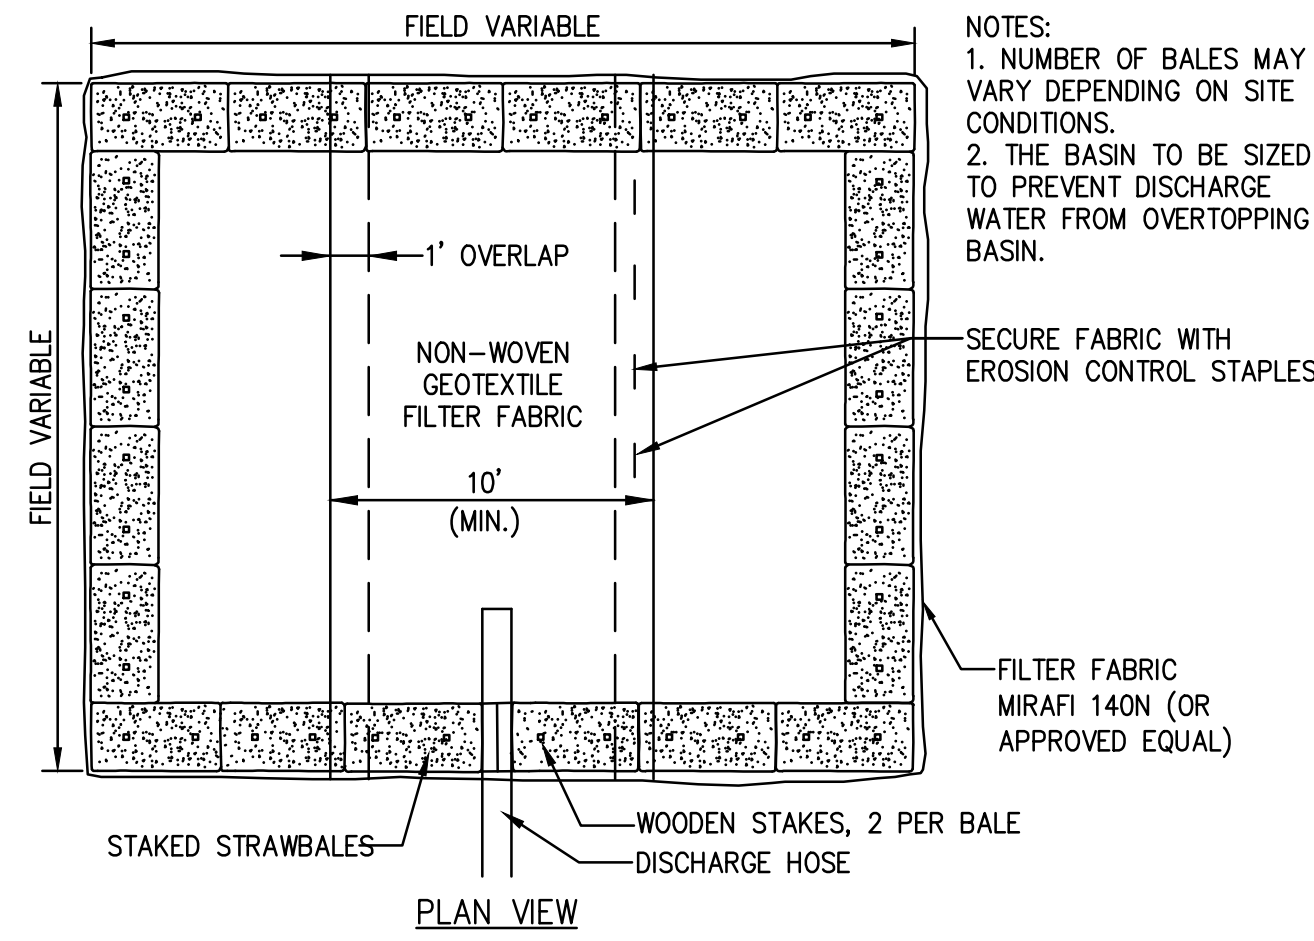 FIELD VARIABLE
NOTES:
1. NUMBER OF BALES MAY
VARY DEPENDING ON SITE
CONDITIONS.
2. THE BASIN TO BE SIZED
TO PREVENT DISCHARGE
WATER FROM OVERTOPPING
BASIN.
1' OVERLAP
FIELD VARIABLE
NON-WOVEN
GEOTEXTILE
FILTER FABRIC
SECURE FABRIC WITH
EROSION CONTROL STAPLES
10'
(MIN.)
FILTER FABRIC
MIRAFI 140N (OR
APPROVED EQUAL)
STAKED STRAWBALES
WOODEN STAKES, 2 PER BALE
DISCHARGE HOSE
PLAN VIEW